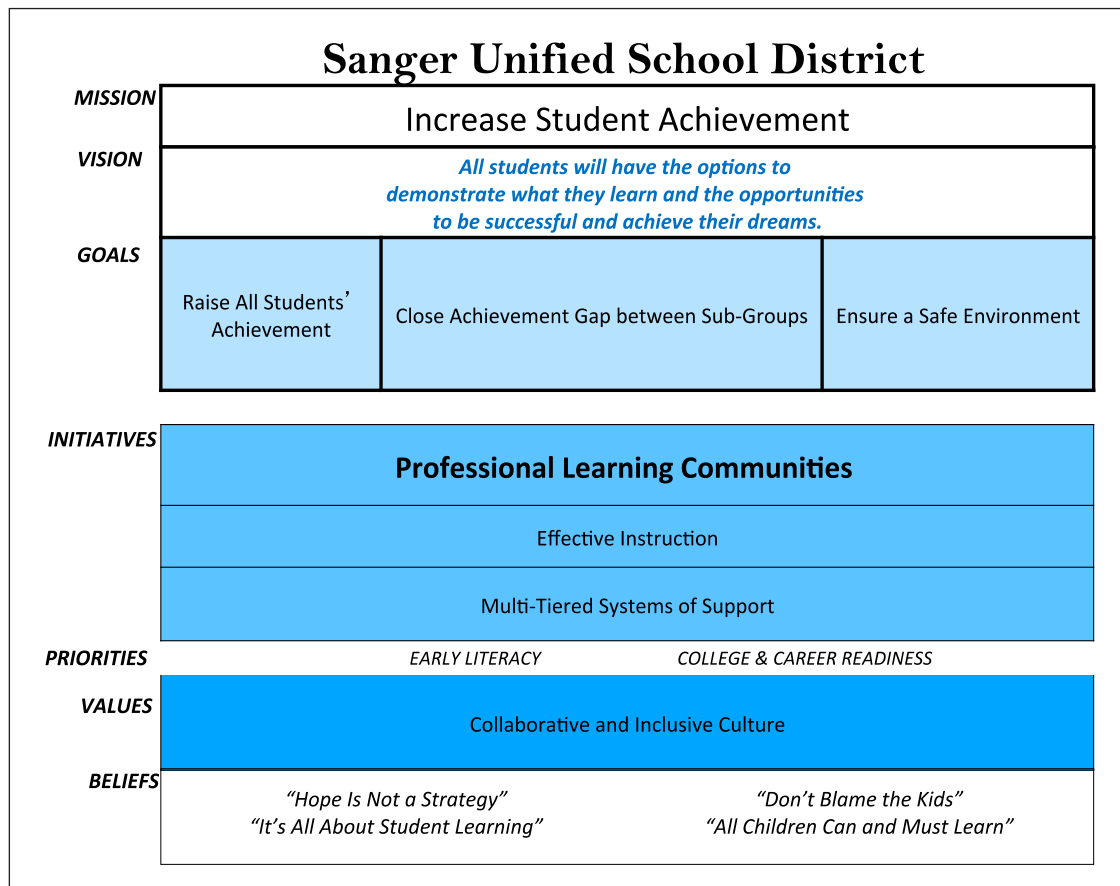 Sanger Unified School District
MISSION
Increase Student Achievement
VISION
All students will have the options to
demonstrate what they learn and the opportunities
to be successful and achieve their dreams.
GOALS
Raise All Students’
Achievement
Close Achievement Gap between Sub-Groups
Ensure a Safe Environment
INITIATIVES
Professional Learning Communities
Effective Instruction
Multi-Tiered Systems of Support
PRIORITIES
EARLY LITERACY
COLLEGE & CAREER READINESS
VALUES
Collaborative and Inclusive Culture
BELIEFS
“Hope Is Not a Strategy”
“It’s All About Student Learning”
“Don’t Blame the Kids”
“All Children Can and Must Learn”